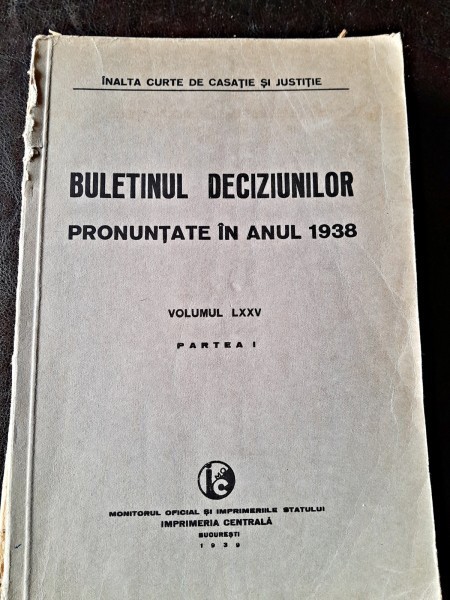 ÎNALTA CURTE DE CASAȚIE ȘI JUSTIȚIE
BULETINUL DECIZIUNILOR
PRONUNȚATE ÎN ANUL 1938
VOLUMUL LXXV
PARTEA I
MONITORUL OFICIAL ȘI IMPRIMERIILE STATULUI
IMPRIMERIA CENTRALĂ
BUCUREȘTI
1939